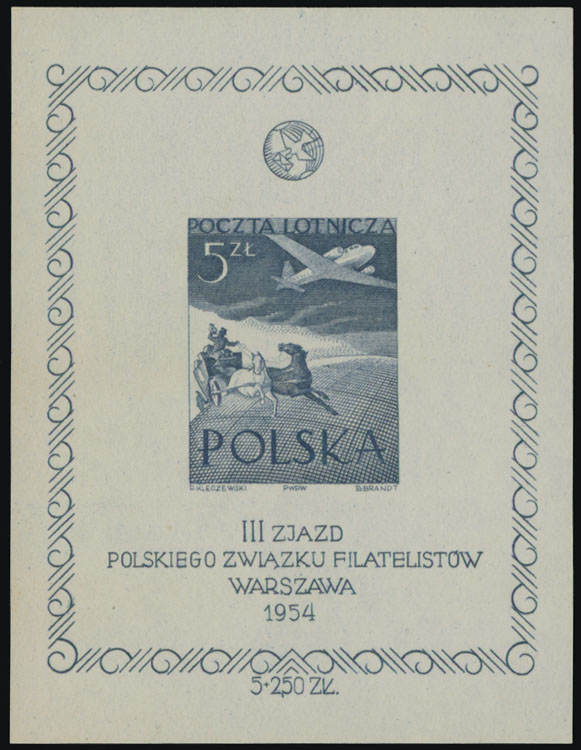 POCZTA LOTNICZA
5 ZŁ
POLSKA
R.KLECZEWSKI PWPW B.BRANDT
III ZJAZD
POLSKIEGO ZWIĄZKU FILATELISTÓW
WARSZAWA
1954
5+2,50 ZŁ.